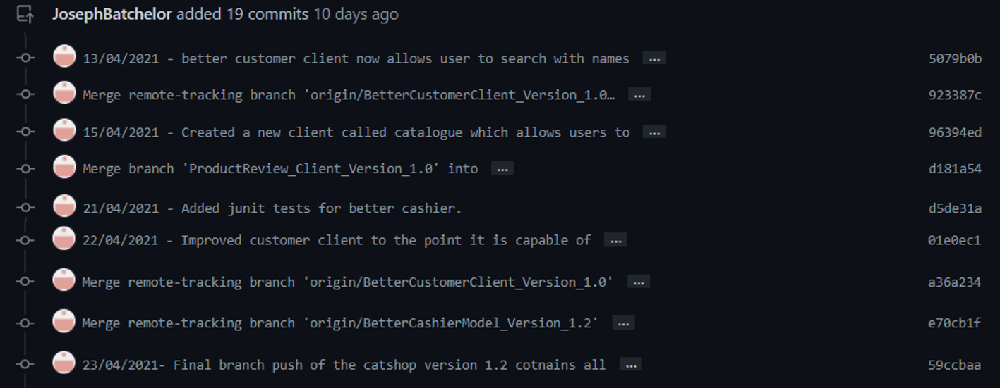 JosephBatchelor added 19 commits 10 days ago
13/04/2021 - better customer client now allows user to search with names ... 5079b0b
Merge remote-tracking branch 'origin/BetterCustomerClient_Version_1.0… ... 923387c
15/04/2021 - Created a new client called catalogue which allows users to ... 96394ed
Merge branch 'ProductReview_Client_Version_1.0' into ... d181a54
21/04/2021 - Added junit tests for better cashier. d5de31a
22/04/2021 - Improved customer client to the point it is capable of ... 01e0ec1
Merge remote-tracking branch 'origin/BetterCustomerClient_Version_1.0' ... a36a234
Merge remote-tracking branch 'origin/BetterCashierModel_Version_1.2' ... e70cb1f
23/04/2021- Final branch push of the catshop version 1.2 cotnains all ... 59ccbaa